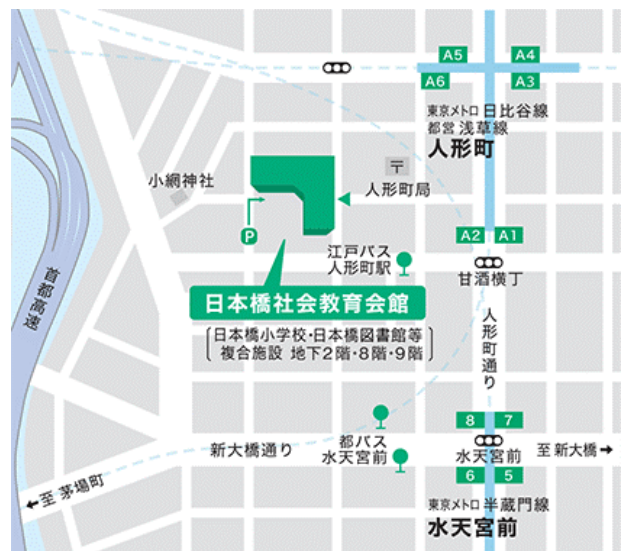 A5
A4
A6
A3
東京メトロ 日比谷線
都営 浅草線
人形町
〒
人形町局
小網神社
P
A2
A1
江戸バス
人形町駅
甘酒横丁
首都高速
日本橋社会教育会館
日本橋小学校・日本橋図書館等
複合施設 地下2階・8階・9階
人形町通り
8
7
新大橋通り
都バス
水天宮前
水天宮前
至 新大橋→
6
5
←至 茅場町
東京メトロ 半蔵門線
水天宮前